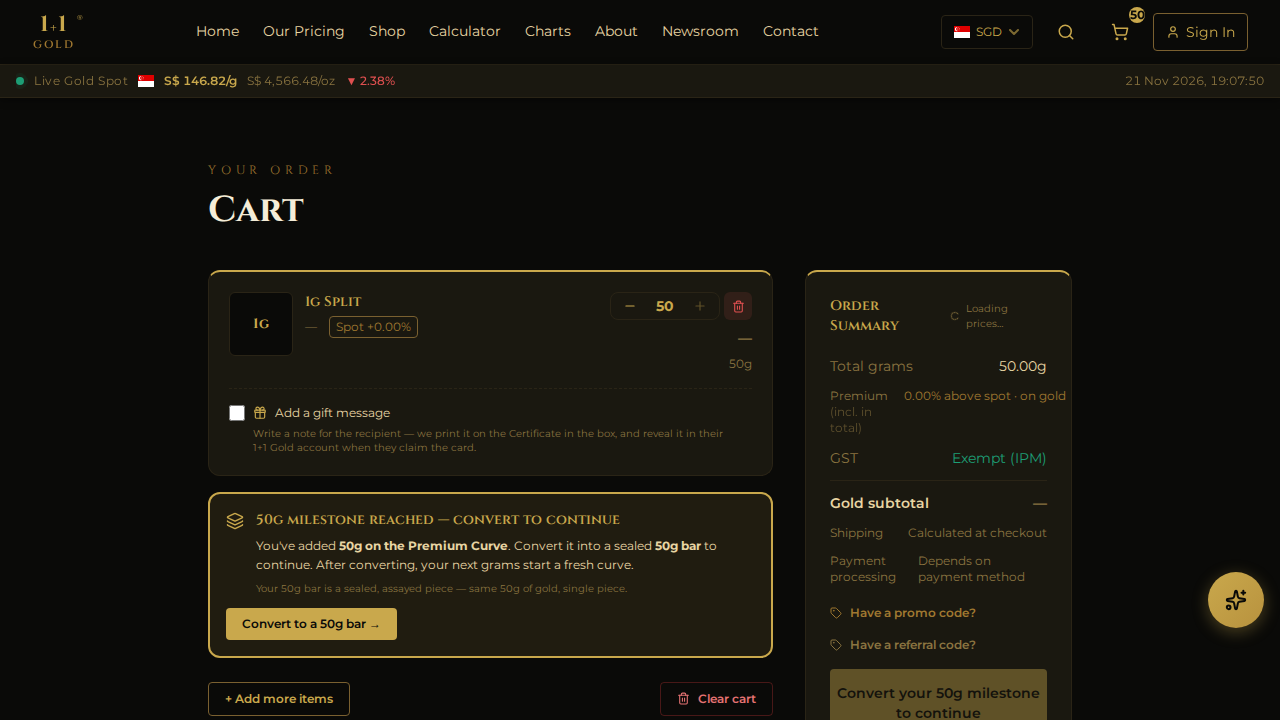 1+1 ®
GOLD
Home Our Pricing Shop Calculator Charts About Newsroom Contact
SGD
50
Sign In
Live Gold Spot S$ 146.82/g S$ 4,566.48/oz ▼ 2.38%
21 Nov 2026, 19:07:50
YOUR ORDER
Cart
1g
1g Split
— Spot +0.00%
− 50 +
—
50g
Add a gift message
Write a note for the recipient — we print it on the Certificate in the box, and reveal it in their
1+1 Gold account when they claim the card.
50g milestone reached — convert to continue
You've added 50g on the Premium Curve. Convert it into a sealed 50g bar to
continue. After converting, your next grams start a fresh curve.
Your 50g bar is a sealed, assayed piece — same 50g of gold, single piece.
Convert to a 50g bar →
+ Add more items
Clear cart
Order
Summary
Loading
prices…
Total grams 50.00g
Premium 0.00% above spot · on gold
(incl. in
total)
GST Exempt (IPM)
Gold subtotal —
Shipping Calculated at checkout
Payment Depends on
processing payment method
Have a promo code?
Have a referral code?
Convert your 50g milestone
to continue